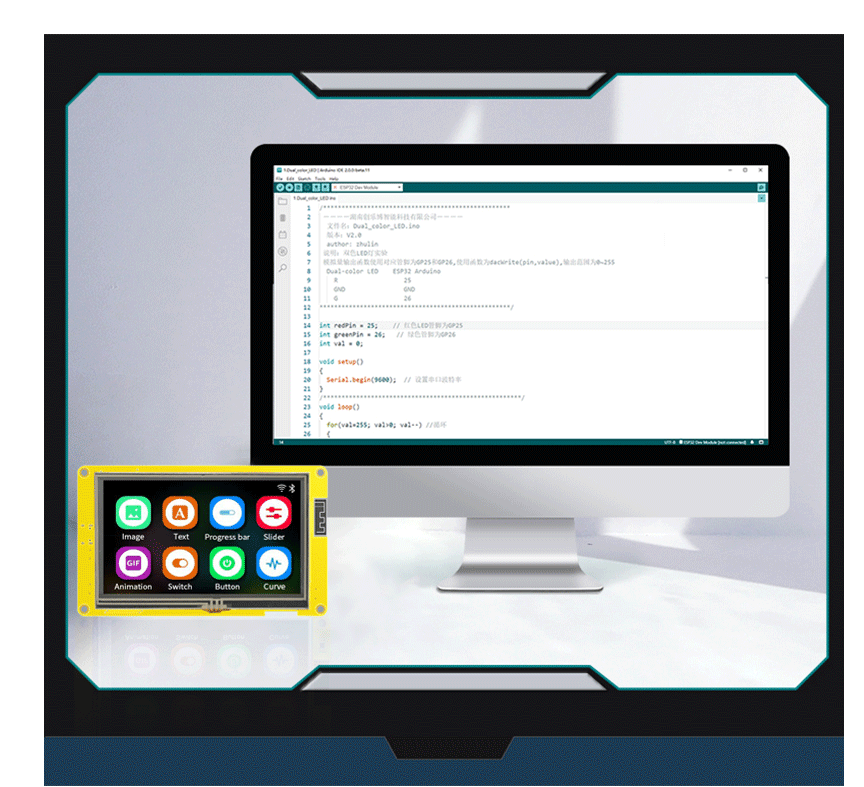 1-Dual_color_LED | Arduino IDE 2.0.0-beta.11
File Edit Sketch Tools Help
ESP32 Dev Module
1-Dual_color_LED.ino
1 /**************************************************
2 ————湖南创乐博智能科技有限公司————
3 文件名: Dual_color_LED.ino
4 版本: V2.0
5 author: zhulin
6 说明: 双色LED灯实验
7 模拟量输出函数使用对应管脚为GP25和GP26,使用函数为dacWrite(pin,value),输出范围为0~255
8 Dual-color LED ESP32 Arduino
9 R 25
10 GND GND
11 G 26
12 **************************************************/
13
14 int redPin = 25; // 红色LED管脚为GP25
15 int greenPin = 26; // 绿色管脚为GP26
16 int val = 0;
17
18 void setup()
19 {
20 Serial.begin(9600); // 设置串口波特率
21 }
22 /****************************************************/
23 void loop()
24 {
25 for(val=255; val>0; val--) //循环
26 {
14
UTF-8 ESP32 Dev Module [not connected]
Image Text Progress bar Slider
GIF
Animation Switch Button Curve